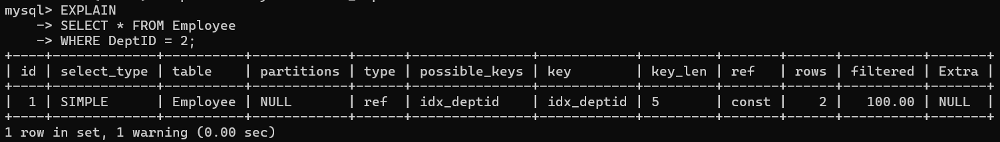 mysql> EXPLAIN
    -> SELECT * FROM Employee
    -> WHERE DeptID = 2;
+----+-------------+----------+------------+------+---------------+------------+---------+-------+------+----------+-------+
| id | select_type | table    | partitions | type | possible_keys | key        | key_len | ref   | rows | filtered | Extra |
+----+-------------+----------+------------+------+---------------+------------+---------+-------+------+----------+-------+
|  1 | SIMPLE      | Employee | NULL       | ref  | idx_deptid    | idx_deptid | 5       | const |    2 |   100.00 | NULL  |
+----+-------------+----------+------------+------+---------------+------------+---------+-------+------+----------+-------+
1 row in set, 1 warning (0.00 sec)